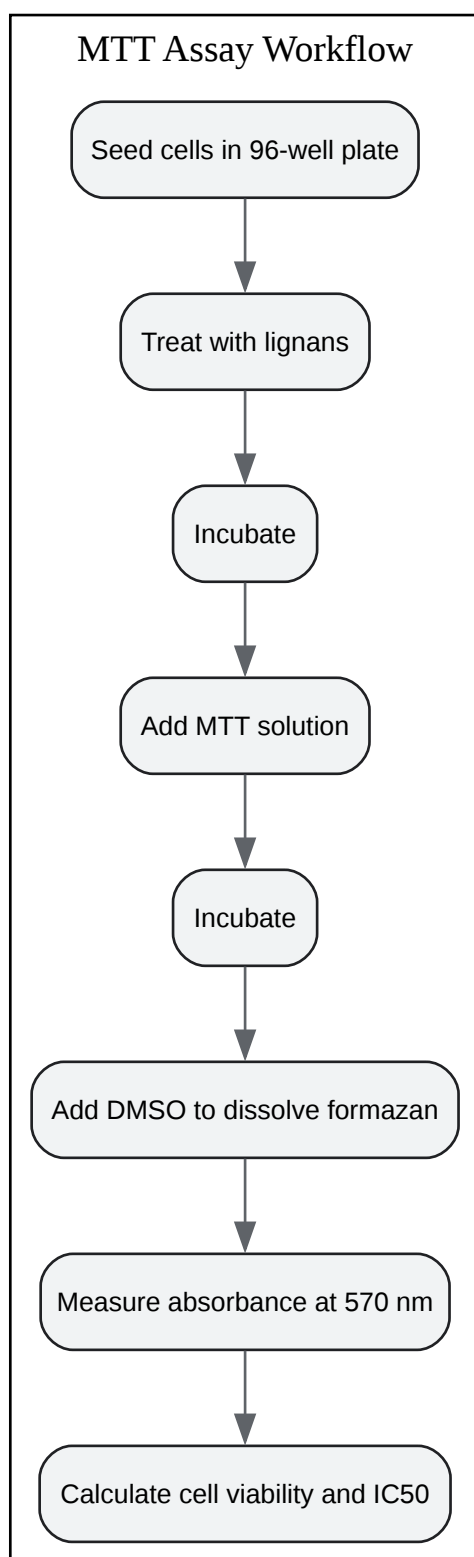 MTT Assay Workflow
Seed cells in 96-well plate
Treat with lignans
Incubate
Add MTT solution
Incubate
Add DMSO to dissolve formazan
Measure absorbance at 570 nm
Calculate cell viability and IC50